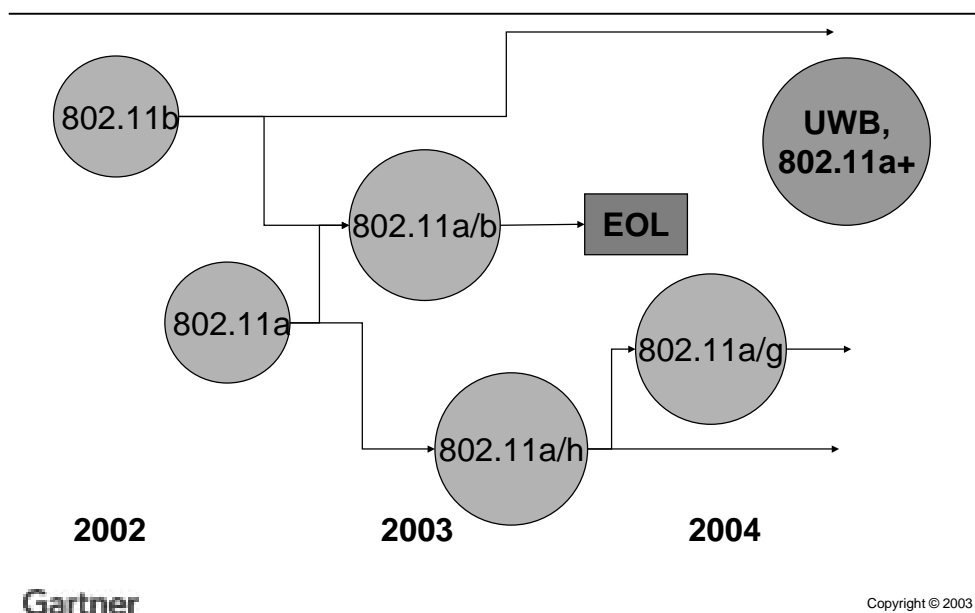 802.11b
UWB,
802.11a+
802.11a/b
EOL
802.11a
802.11a/g
802.11a/h
2002
2003
2004
Gartner
Copyright © 2003